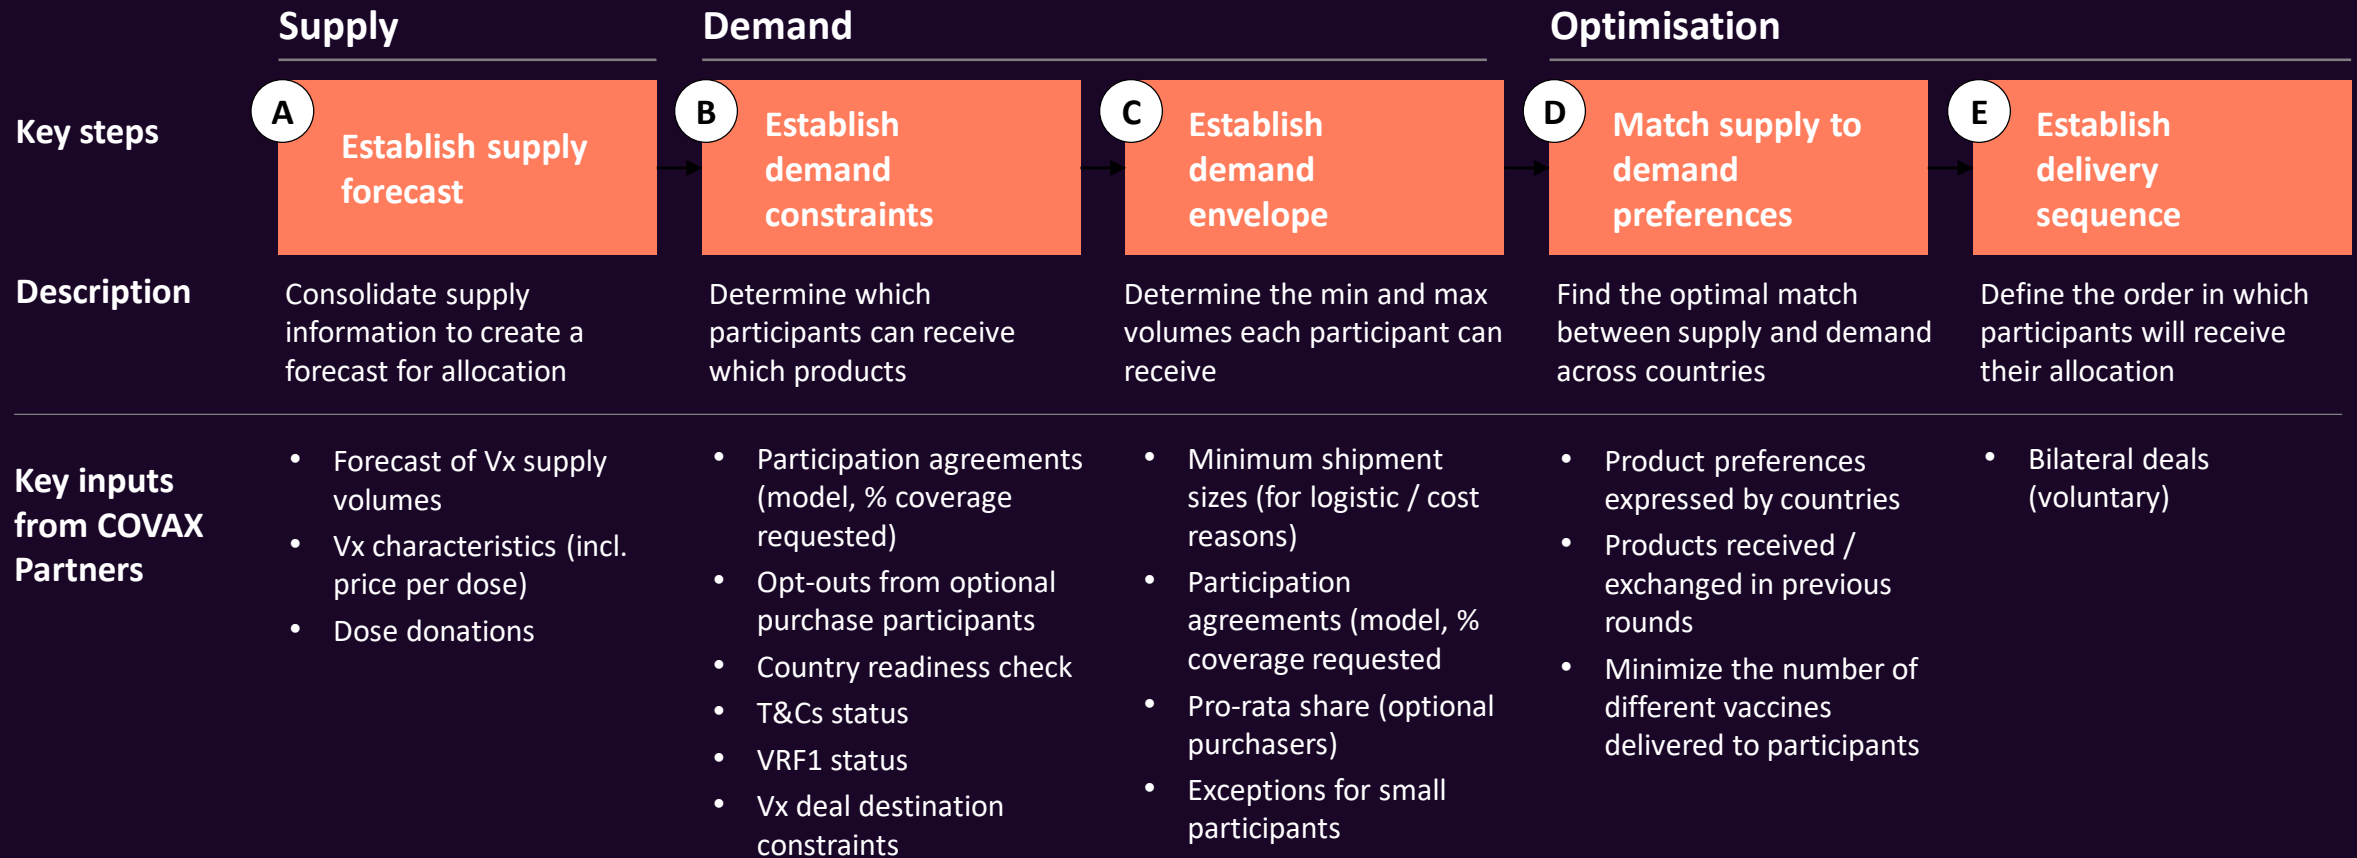 Supply
Demand
Optimisation
Key steps
A
Establish supply
forecast
B
Establish
demand
constraints
C
Establish
demand
envelope
D
Match supply to
demand
preferences
E
Establish
delivery
sequence
Description
Consolidate supply
information to create a
forecast for allocation
Determine which
participants can receive
which products
Determine the min and max
volumes each participant can
receive
Find the optimal match
between supply and demand
across countries
Define the order in which
participants will receive
their allocation
Key inputs
from COVAX
Partners
• Forecast of Vx supply
volumes
• Vx characteristics (incl.
price per dose)
• Dose donations
• Participation agreements
(model, % coverage
requested)
• Opt-outs from optional
purchase participants
• Country readiness check
• T&Cs status
• VRF1 status
• Vx deal destination
constraints
• Minimum shipment
sizes (for logistic / cost
reasons)
• Participation
agreements (model, %
coverage requested
• Pro-rata share (optional
purchasers)
• Exceptions for small
participants
• Product preferences
expressed by countries
• Products received /
exchanged in previous
rounds
• Minimize the number of
different vaccines
delivered to participants
• Bilateral deals
(voluntary)